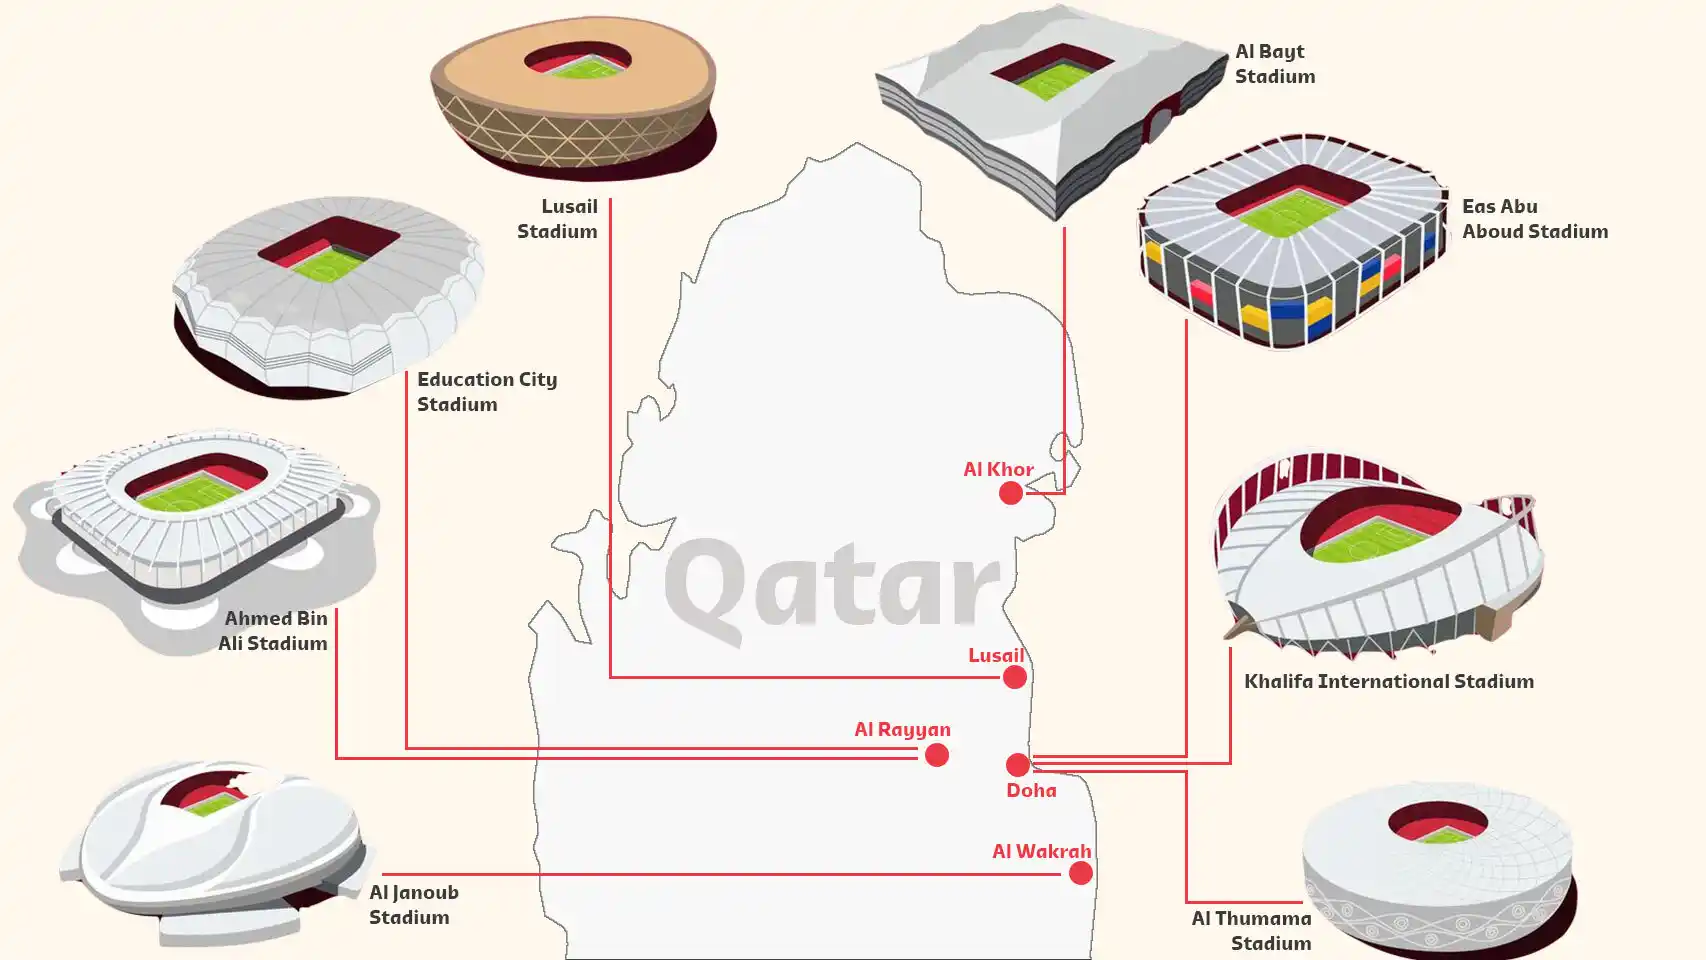 Al Bayt
Stadium
Lusail
Stadium
Eas Abu
Aboud Stadium
Education City
Stadium
Al Khor
Qatar
Ahmed Bin
Ali Stadium
Lusail
Khalifa International Stadium
Al Rayyan
Doha
Al Wakrah
Al Janoub
Stadium
Al Thumama
Stadium